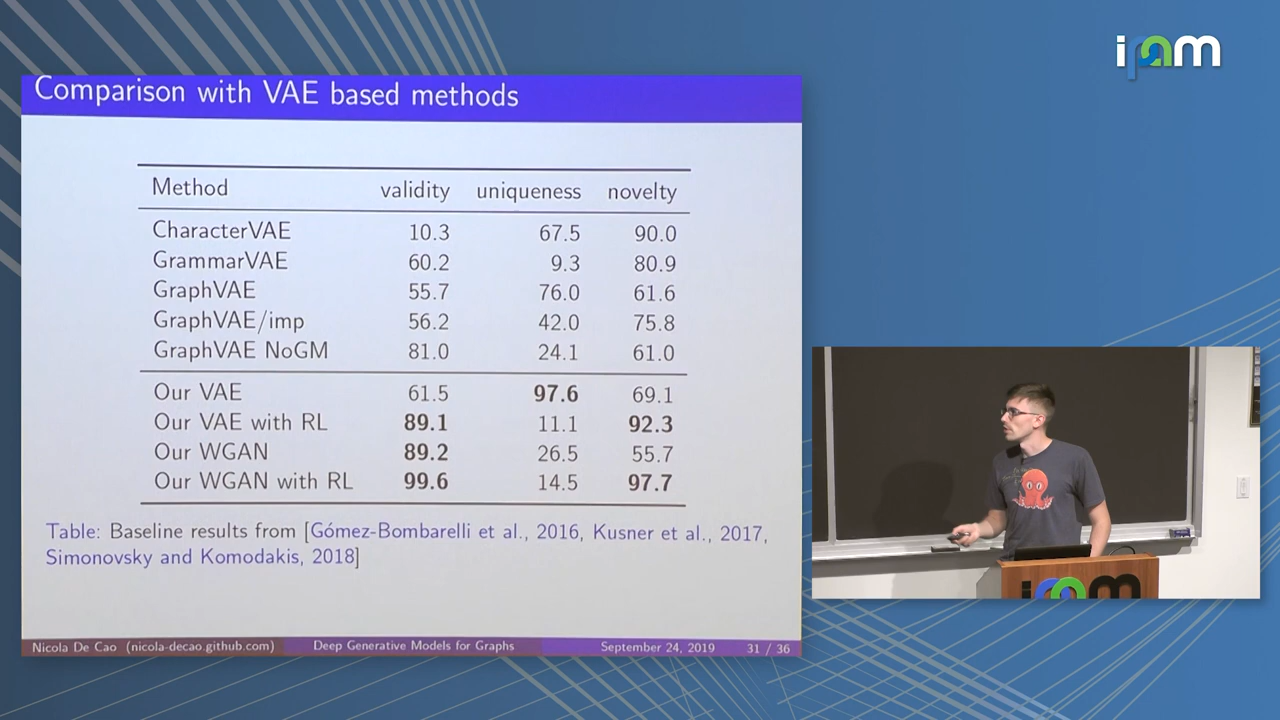 ipam
Comparison with VAE based methods
Method validity uniqueness novelty
CharacterVAE 10.3 67.5 90.0
GrammarVAE 60.2 9.3 80.9
GraphVAE 55.7 76.0 61.6
GraphVAE/imp 56.2 42.0 75.8
GraphVAE NoGM 81.0 24.1 61.0
Our VAE 61.5 97.6 69.1
Our VAE with RL 89.1 11.1 92.3
Our WGAN 89.2 26.5 55.7
Our WGAN with RL 99.6 14.5 97.7
Table: Baseline results from [Gómez-Bombarelli et al., 2016, Kusner et al., 2017,
Simonovsky and Komodakis, 2018]
Nicola De Cao (nicola-decao.github.com) Deep Generative Models for Graphs September 24, 2019 31 / 36
ipam